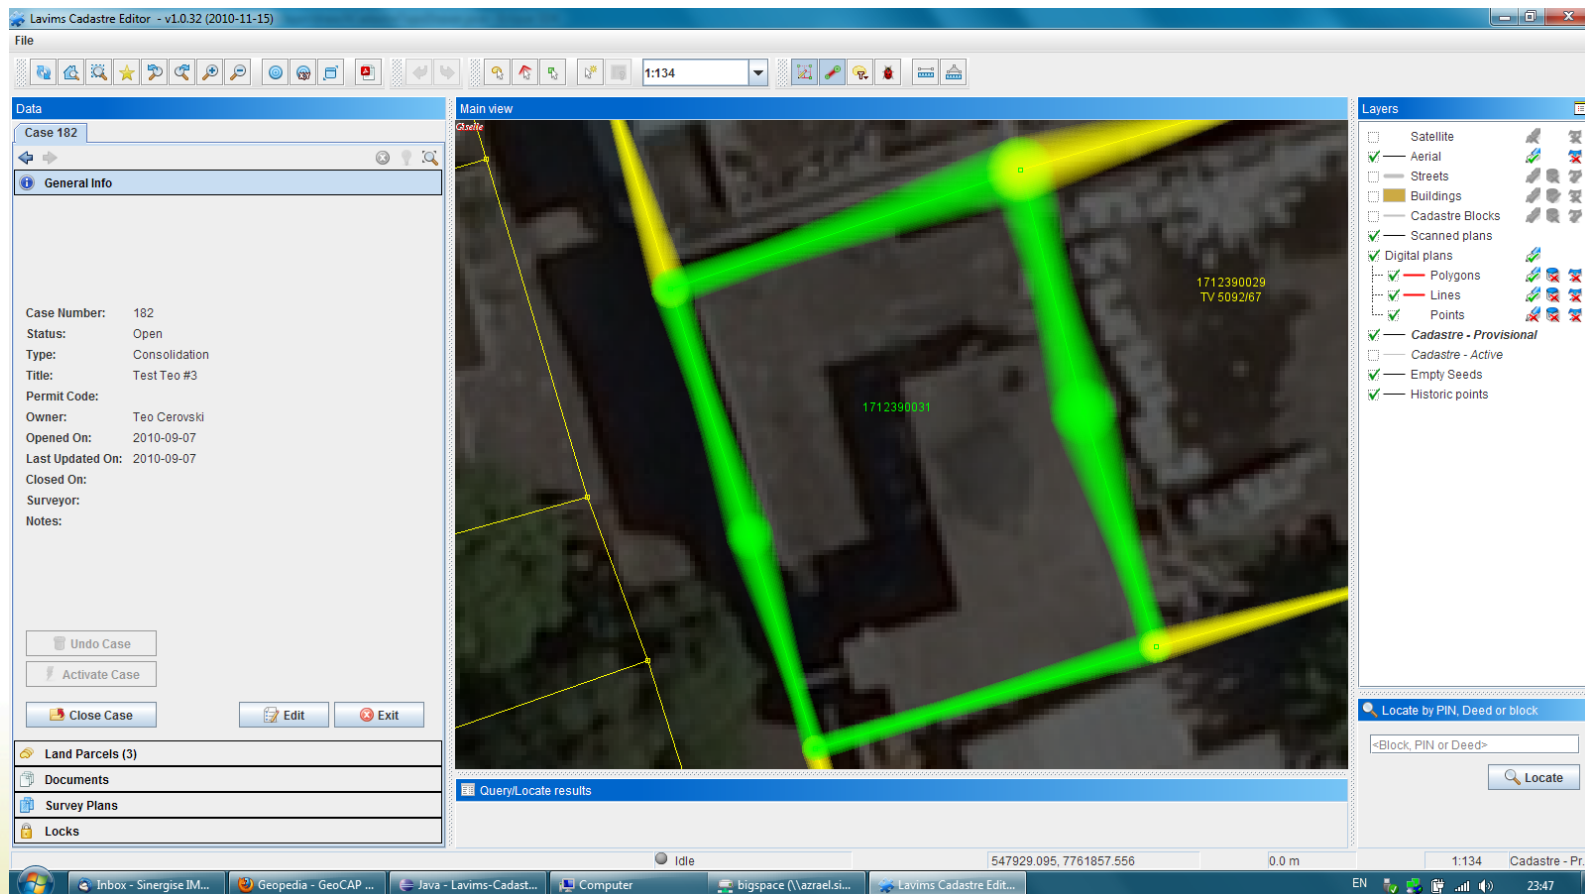 Lavims Cadastre Editor - v1.0.32 (2010-11-15)
File
1:134
Data
Case 182
General Info
Case Number: 182
Status: Open
Type: Consolidation
Title: Test Teo #3
Permit Code:
Owner: Teo Cerovski
Opened On: 2010-09-07
Last Updated On: 2010-09-07
Closed On:
Surveyor:
Notes:
Undo Case
Activate Case
Close Case Edit Exit
Land Parcels (3)
Documents
Survey Plans
Locks
Main view
Giselle
1712390029
TV 5092/67
1712390031
Query/Locate results
Layers
Satellite
Aerial
Streets
Buildings
Cadastre Blocks
Scanned plans
Digital plans
Polygons
Lines
Points
Cadastre - Provisional
Cadastre - Active
Empty Seeds
Historic points
Locate by PIN, Deed or block
<Block, PIN or Deed>
Locate
Idle 547929.095, 7761857.556 0.0 m 1:134 Cadastre - Pr...
Inbox - Sinergise IM... Geopedia - GeoCAP ... Java - Lavims-Cadast... Computer bigspace (\\azrael.si... Lavims Cadastre Edit... EN 23:47